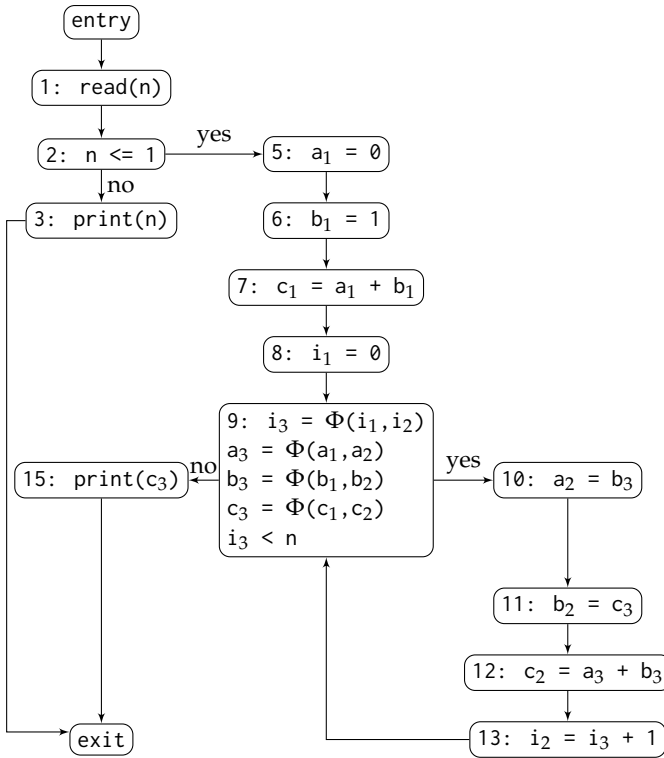 entry
1: read(n)
2: n <= 1
yes
no
3: print(n)
5: a₁ = 0
6: b₁ = 1
7: c₁ = a₁ + b₁
8: i₁ = 0
9: i₃ = Φ(i₁,i₂)
a₃ = Φ(a₁,a₂)
b₃ = Φ(b₁,b₂)
c₃ = Φ(c₁,c₂)
i₃ < n
no
15: print(c₃)
yes
10: a₂ = b₃
11: b₂ = c₃
12: c₂ = a₃ + b₃
13: i₂ = i₃ + 1
exit